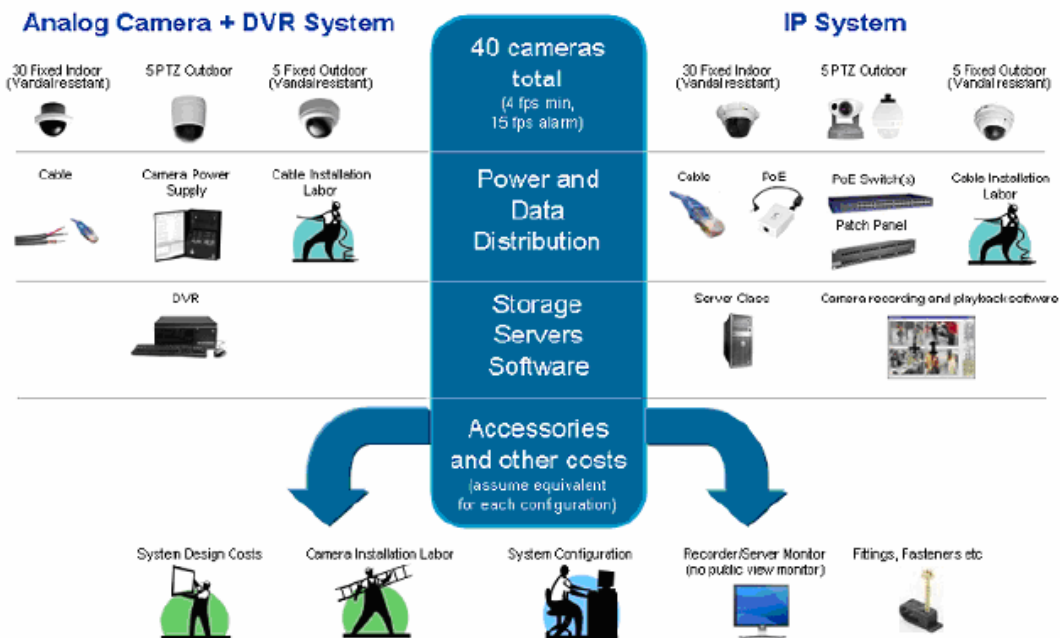 Analog Camera + DVR System
IP System
40 cameras
total
(4 fps min,
15 fps alarm)
30 Fixed Indoor
(Vandal resistant)
5 PTZ Outdoor
5 Fixed Outdoor
(Vandal resistant)
30 Fixed Indoor
(Vandal resistant)
5 PTZ Outdoor
5 Fixed Outdoor
(Vandal resistant)
Cable
Camera Power
Supply
Cable Installation
Labor
Power and
Data
Distribution
Cable
PoE
PoE Switch(s)
Patch Panel
Cable Installation
Labor
DVR
Storage
Servers
Software
Server Class
Camera recording and playback software
Accessories
and other costs
(assume equivalent
for each configuration)
System Design Costs
Camera Installation Labor
System Configuration
Recorder/Server Monitor
(no public view monitor)
Fittings, Fasteners etc